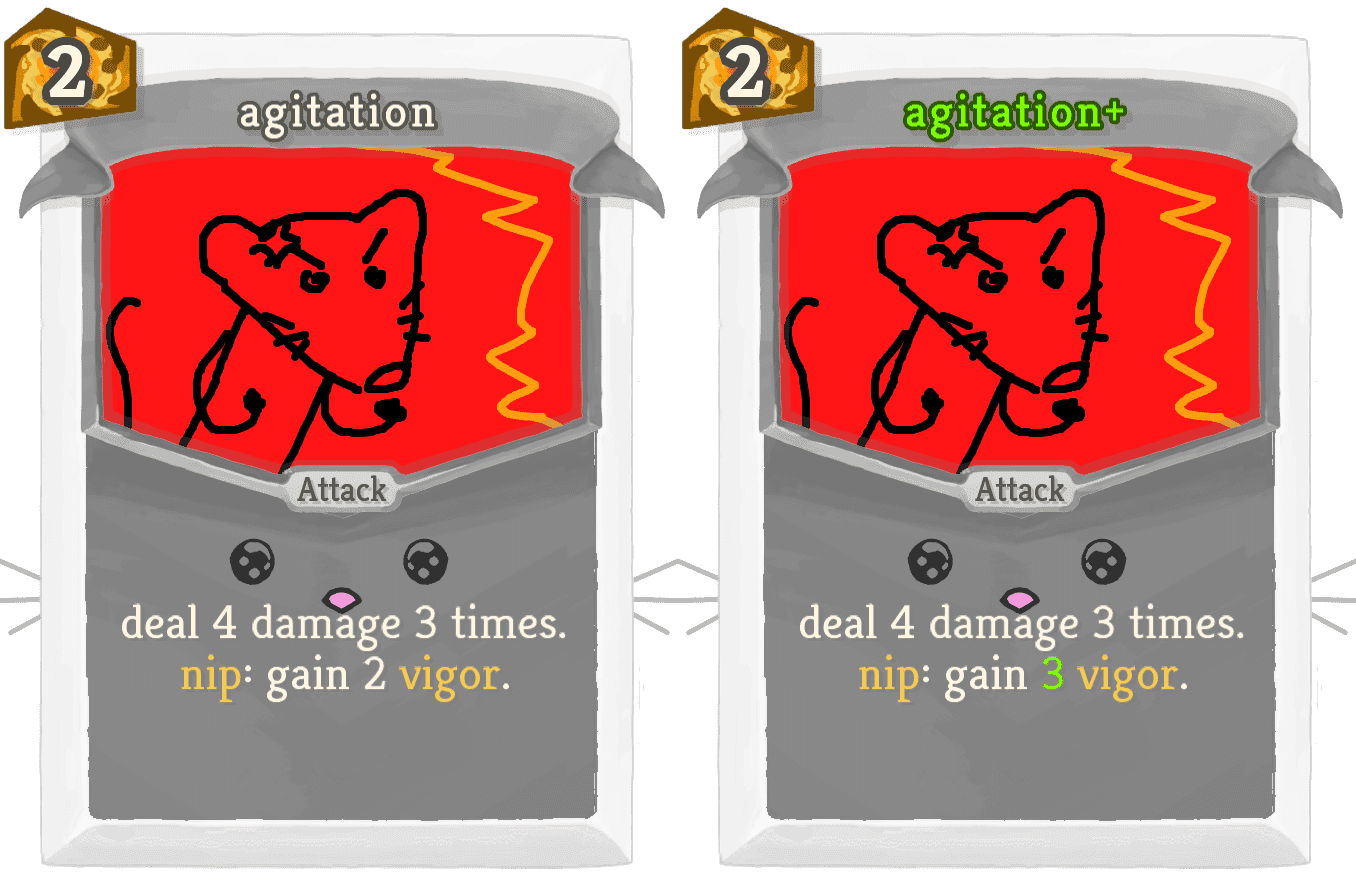 2
agitation
Attack
deal 4 damage 3 times.
nip: gain 2 vigor.
2
agitation+
Attack
deal 4 damage 3 times.
nip: gain 3 vigor.